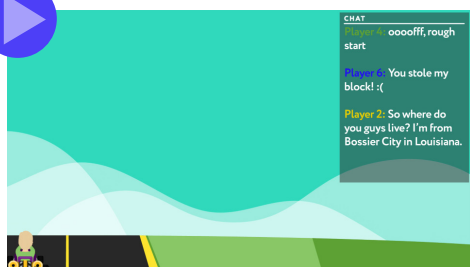 CHAT
Player 4: oooofff, rough
start
Player 6: You stole my
block! :(
Player 2: So where do
you guys live? I'm from
Bossier City in Louisiana.